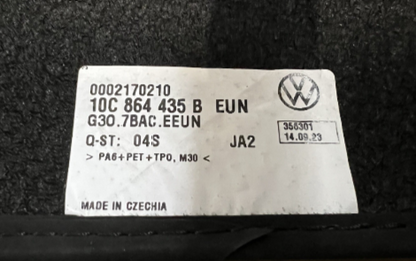 0002170210
10C 864 435 B EUN
G30.7BAC.EEUN
356301
Q-ST: 04S JA2 14.09.23
> PA6+PET+TPO, M30 <
MADE IN CZECHIA